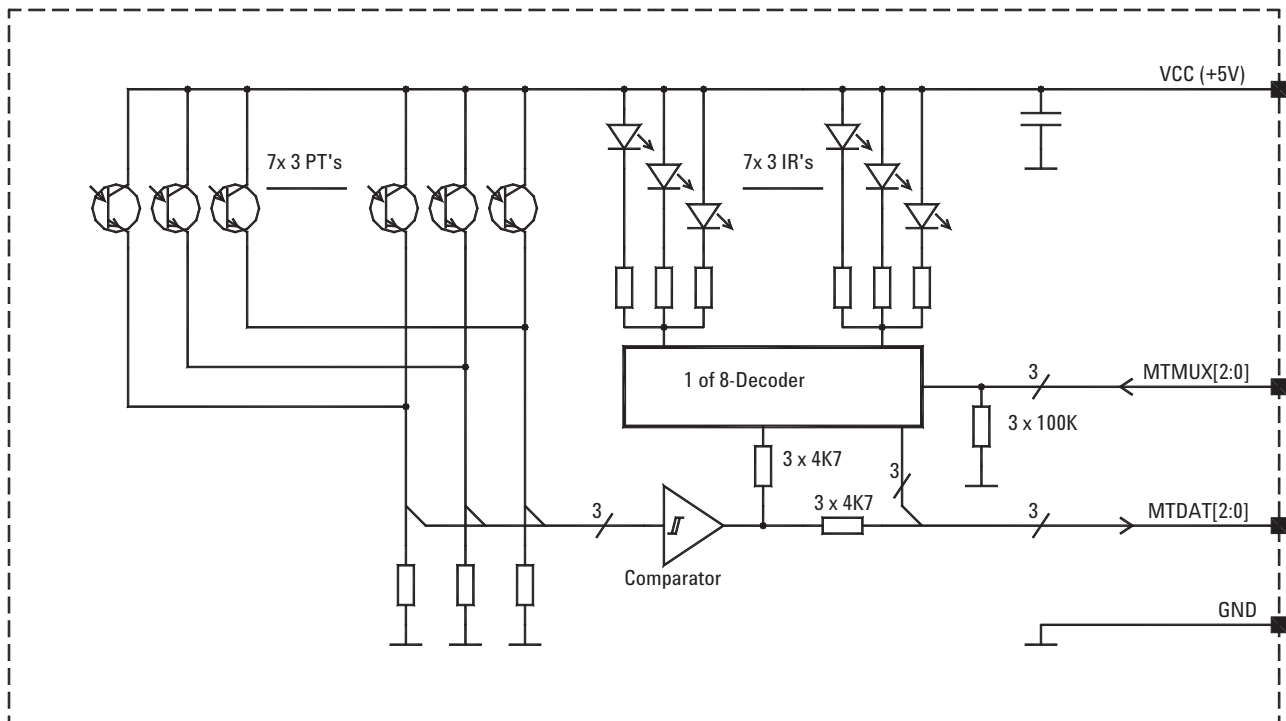 VCC (+5V)
7x 3 PT's
7x 3 IR's
1 of 8-Decoder
3
MTMUX[2:0]
3 x 100K
3 x 4K7
3
3 x 4K7
3
3
MTDAT[2:0]
Comparator
GND